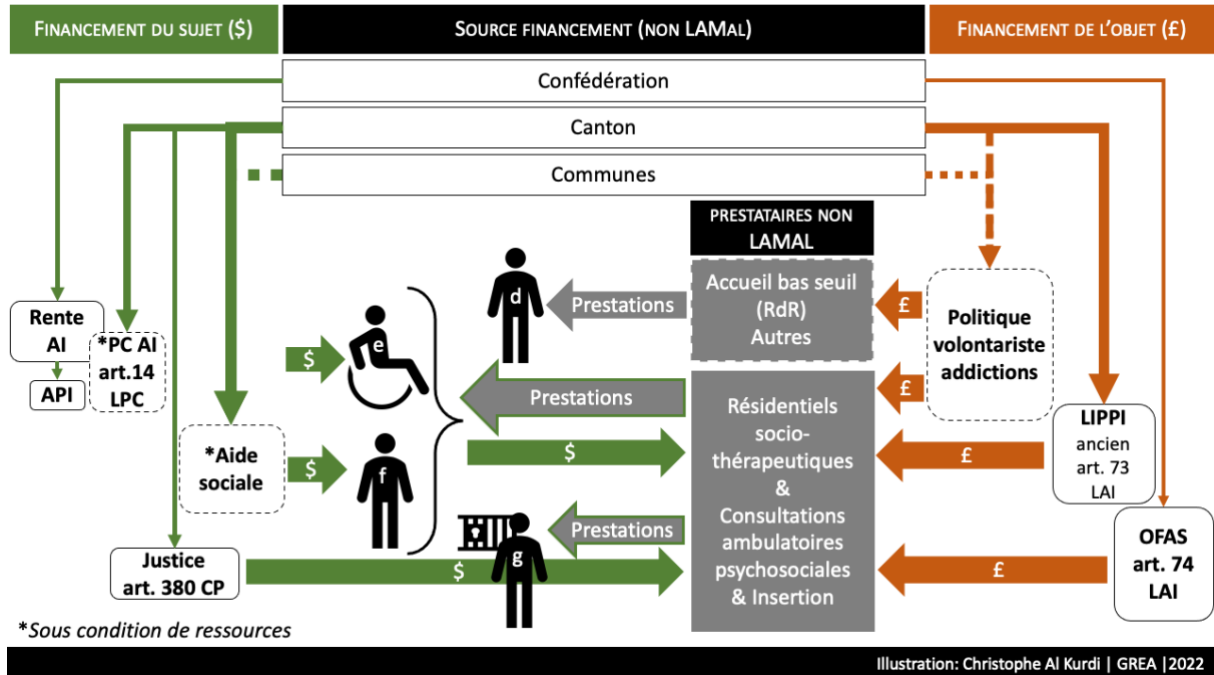 FINANCEMENT DU SUJET ($)
SOURCE FINANCEMENT (NON LAMAL)
FINANCEMENT DE L'OBJET (£)
Confédération
Canton
Communes
PRESTATAIRES NON
LAMAL
Accueil bas seuil
(RdR)
Autres
d
Prestations
£
Politique
volontariste
addictions
Rente
AI
API
*PC AI
art.14
LPC
$
e
Prestations
£
Résidentiels
socio-
thérapeutiques
&
Consultations
ambulatoires
psychosociales
& Insertion
LIPPI
ancien
art. 73
LAI
*Aide
sociale
$
f
$
£
Prestations
g
Justice
art. 380 CP
$
£
OFAS
art. 74
LAI
*Sous condition de ressources
Illustration: Christophe Al Kurdi | GREA |2022